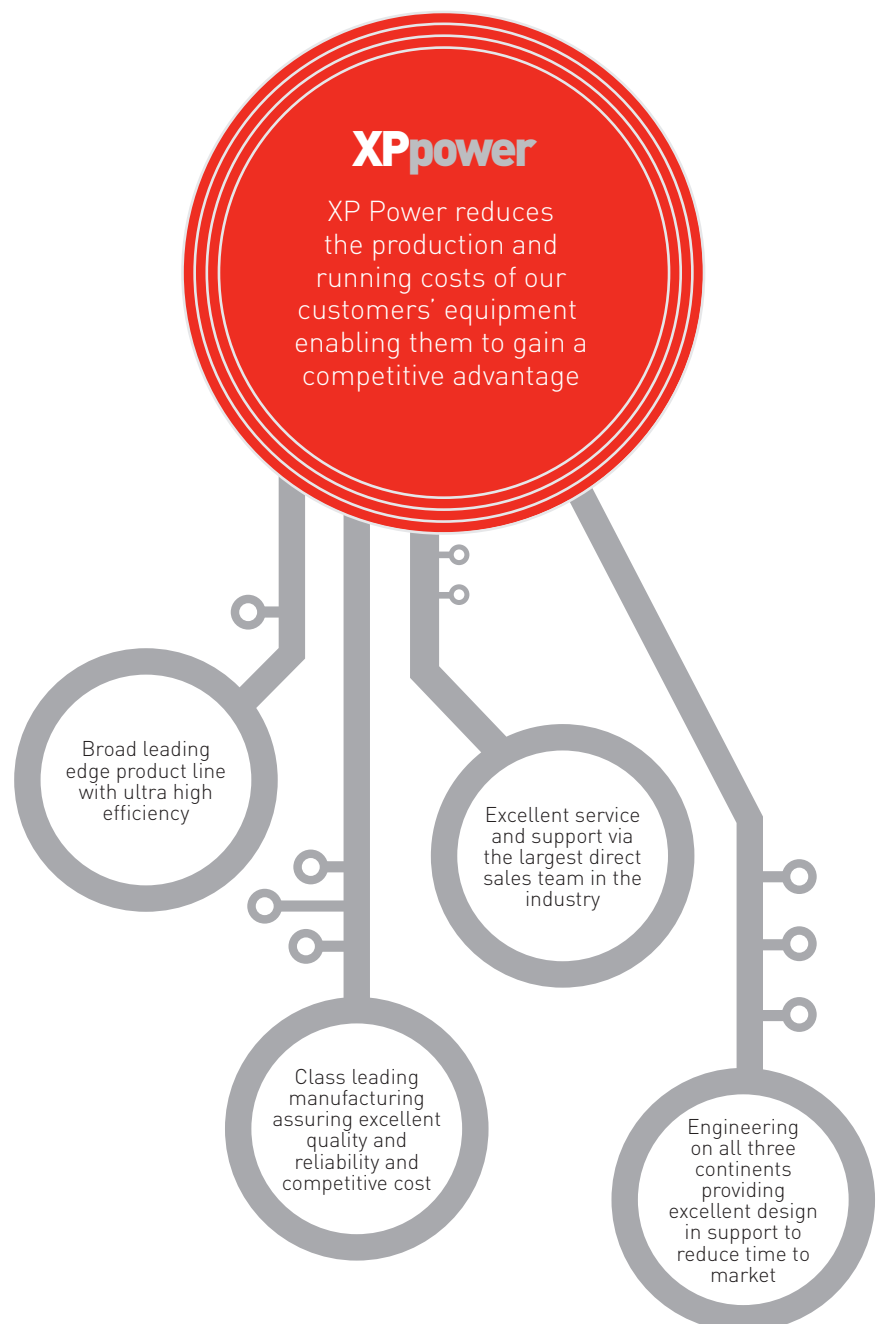 XPpower
XP Power reduces
the production and
running costs of our
customers’ equipment
enabling them to gain a
competitive advantage
Broad leading
edge product line
with ultra high
efficiency
Excellent service
and support via
the largest direct
sales team in the
industry
Class leading
manufacturing
assuring excellent
quality and
reliability and
competitive cost
Engineering
on all three
continents
providing
excellent design
in support to
reduce time to
market